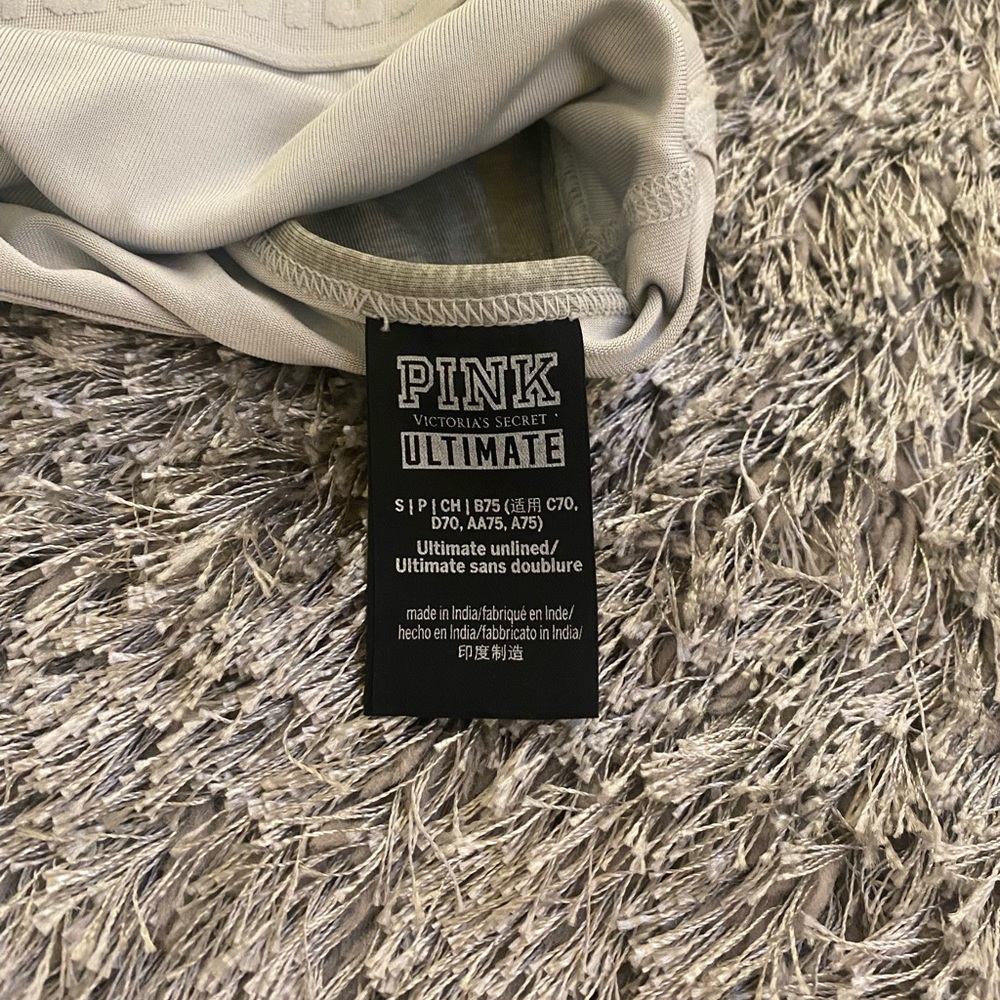 PINK
VICTORIA'S SECRET
ULTIMATE
S | P | CH | B75 (适用 C70,
D70, AA75, A75)
Ultimate unlined/
Ultimate sans doublure
made in India/fabriqué en Inde/
hecho en India/fabbricato in India/
印度制造